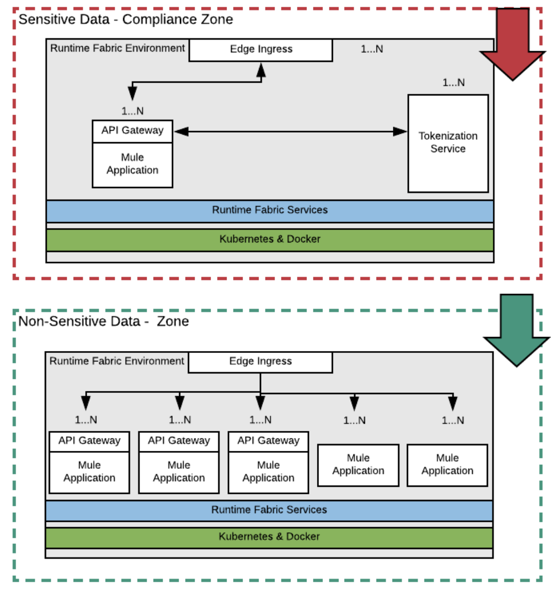 Sensitive Data - Compliance Zone
Runtime Fabric Environment
Edge Ingress
1...N
1...N
1...N
API Gateway
Mule
Application
Tokenization
Service
Runtime Fabric Services
Kubernetes & Docker
Non-Sensitive Data - Zone
Runtime Fabric Environment
Edge Ingress
1...N
1...N
1...N
1...N
1...N
API Gateway
Mule
Application
API Gateway
Mule
Application
API Gateway
Mule
Application
Mule
Application
Mule
Application
Runtime Fabric Services
Kubernetes & Docker